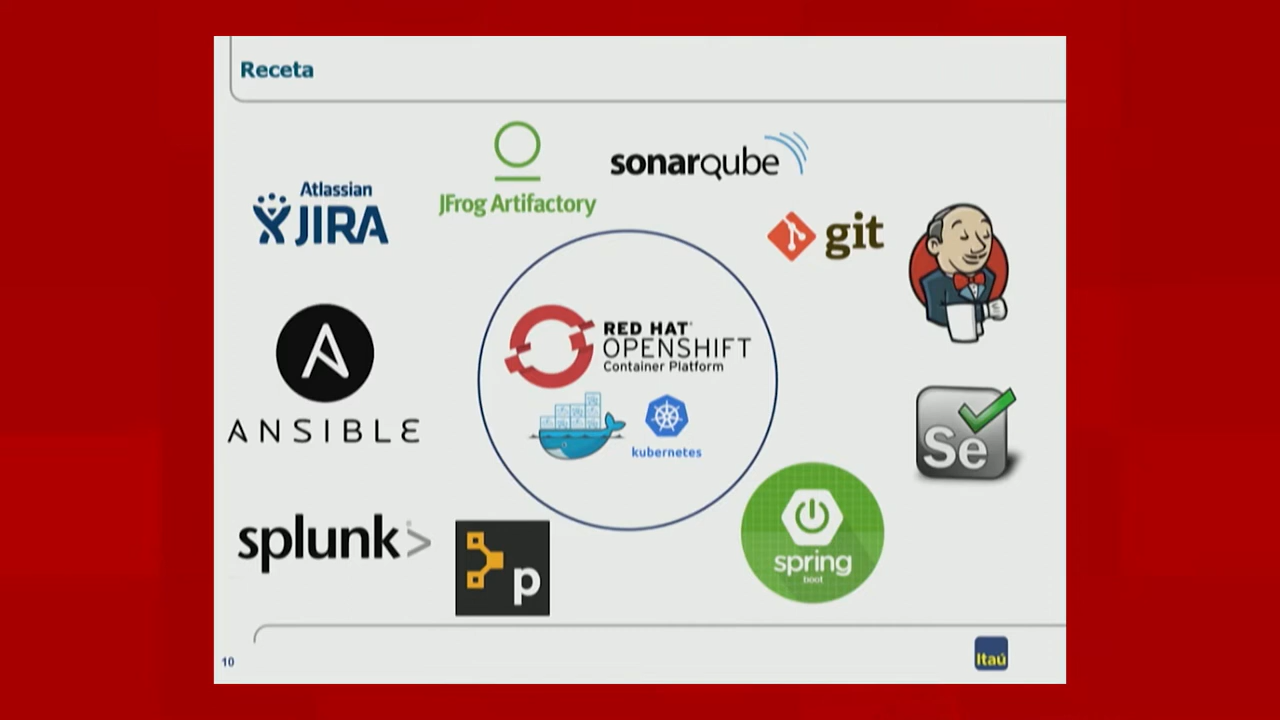 Receta
JFrog Artifactory
sonarqube
Atlassian
JIRA
git
RED HAT
OPENSHIFT
Container Platform
kubernetes
ANSIBLE
Se
splunk>
p
spring
boot
10
Itaú